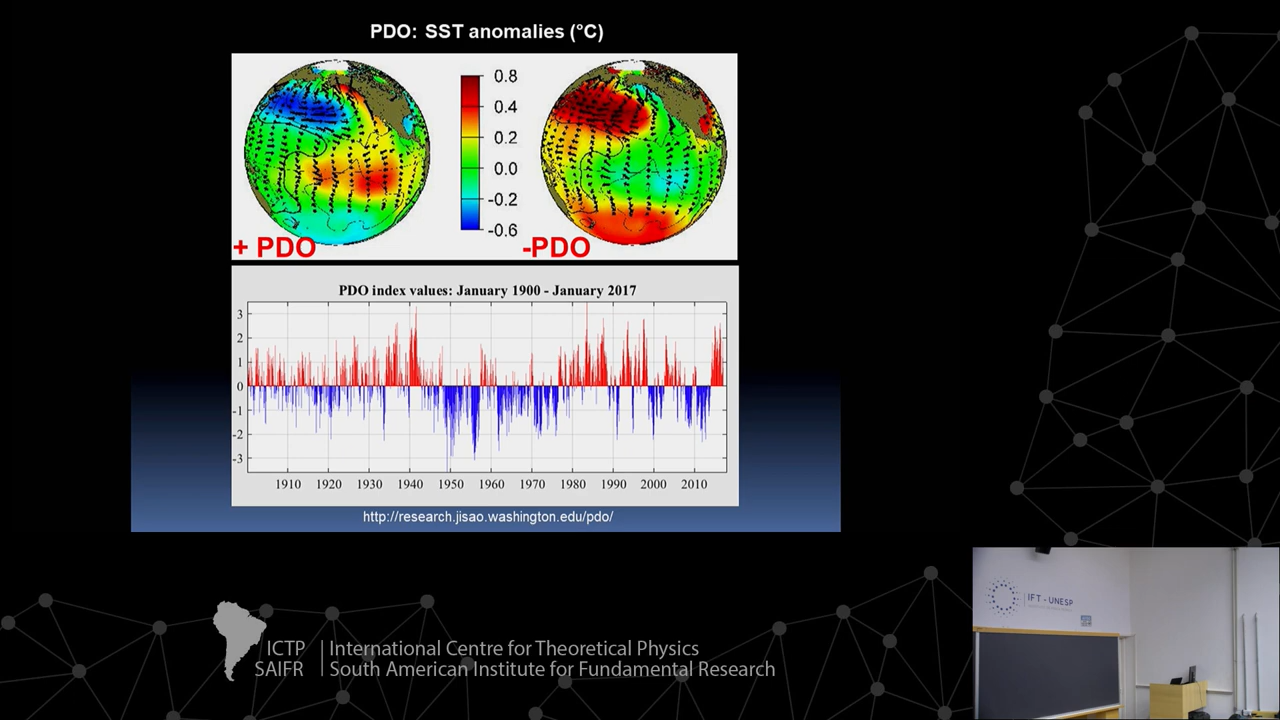 PDO: SST anomalies (°C)
0.8
0.4
0.2
0.0
-0.2
-0.6
+ PDO
-PDO
PDO index values: January 1900 - January 2017
3
2
1
0
-1
-2
-3
1910 1920 1930 1940 1950 1960 1970 1980 1990 2000 2010
http://research.jisao.washington.edu/pdo/
IFT - UNESP
ICTP International Centre for Theoretical Physics
SAIFR South American Institute for Fundamental Research